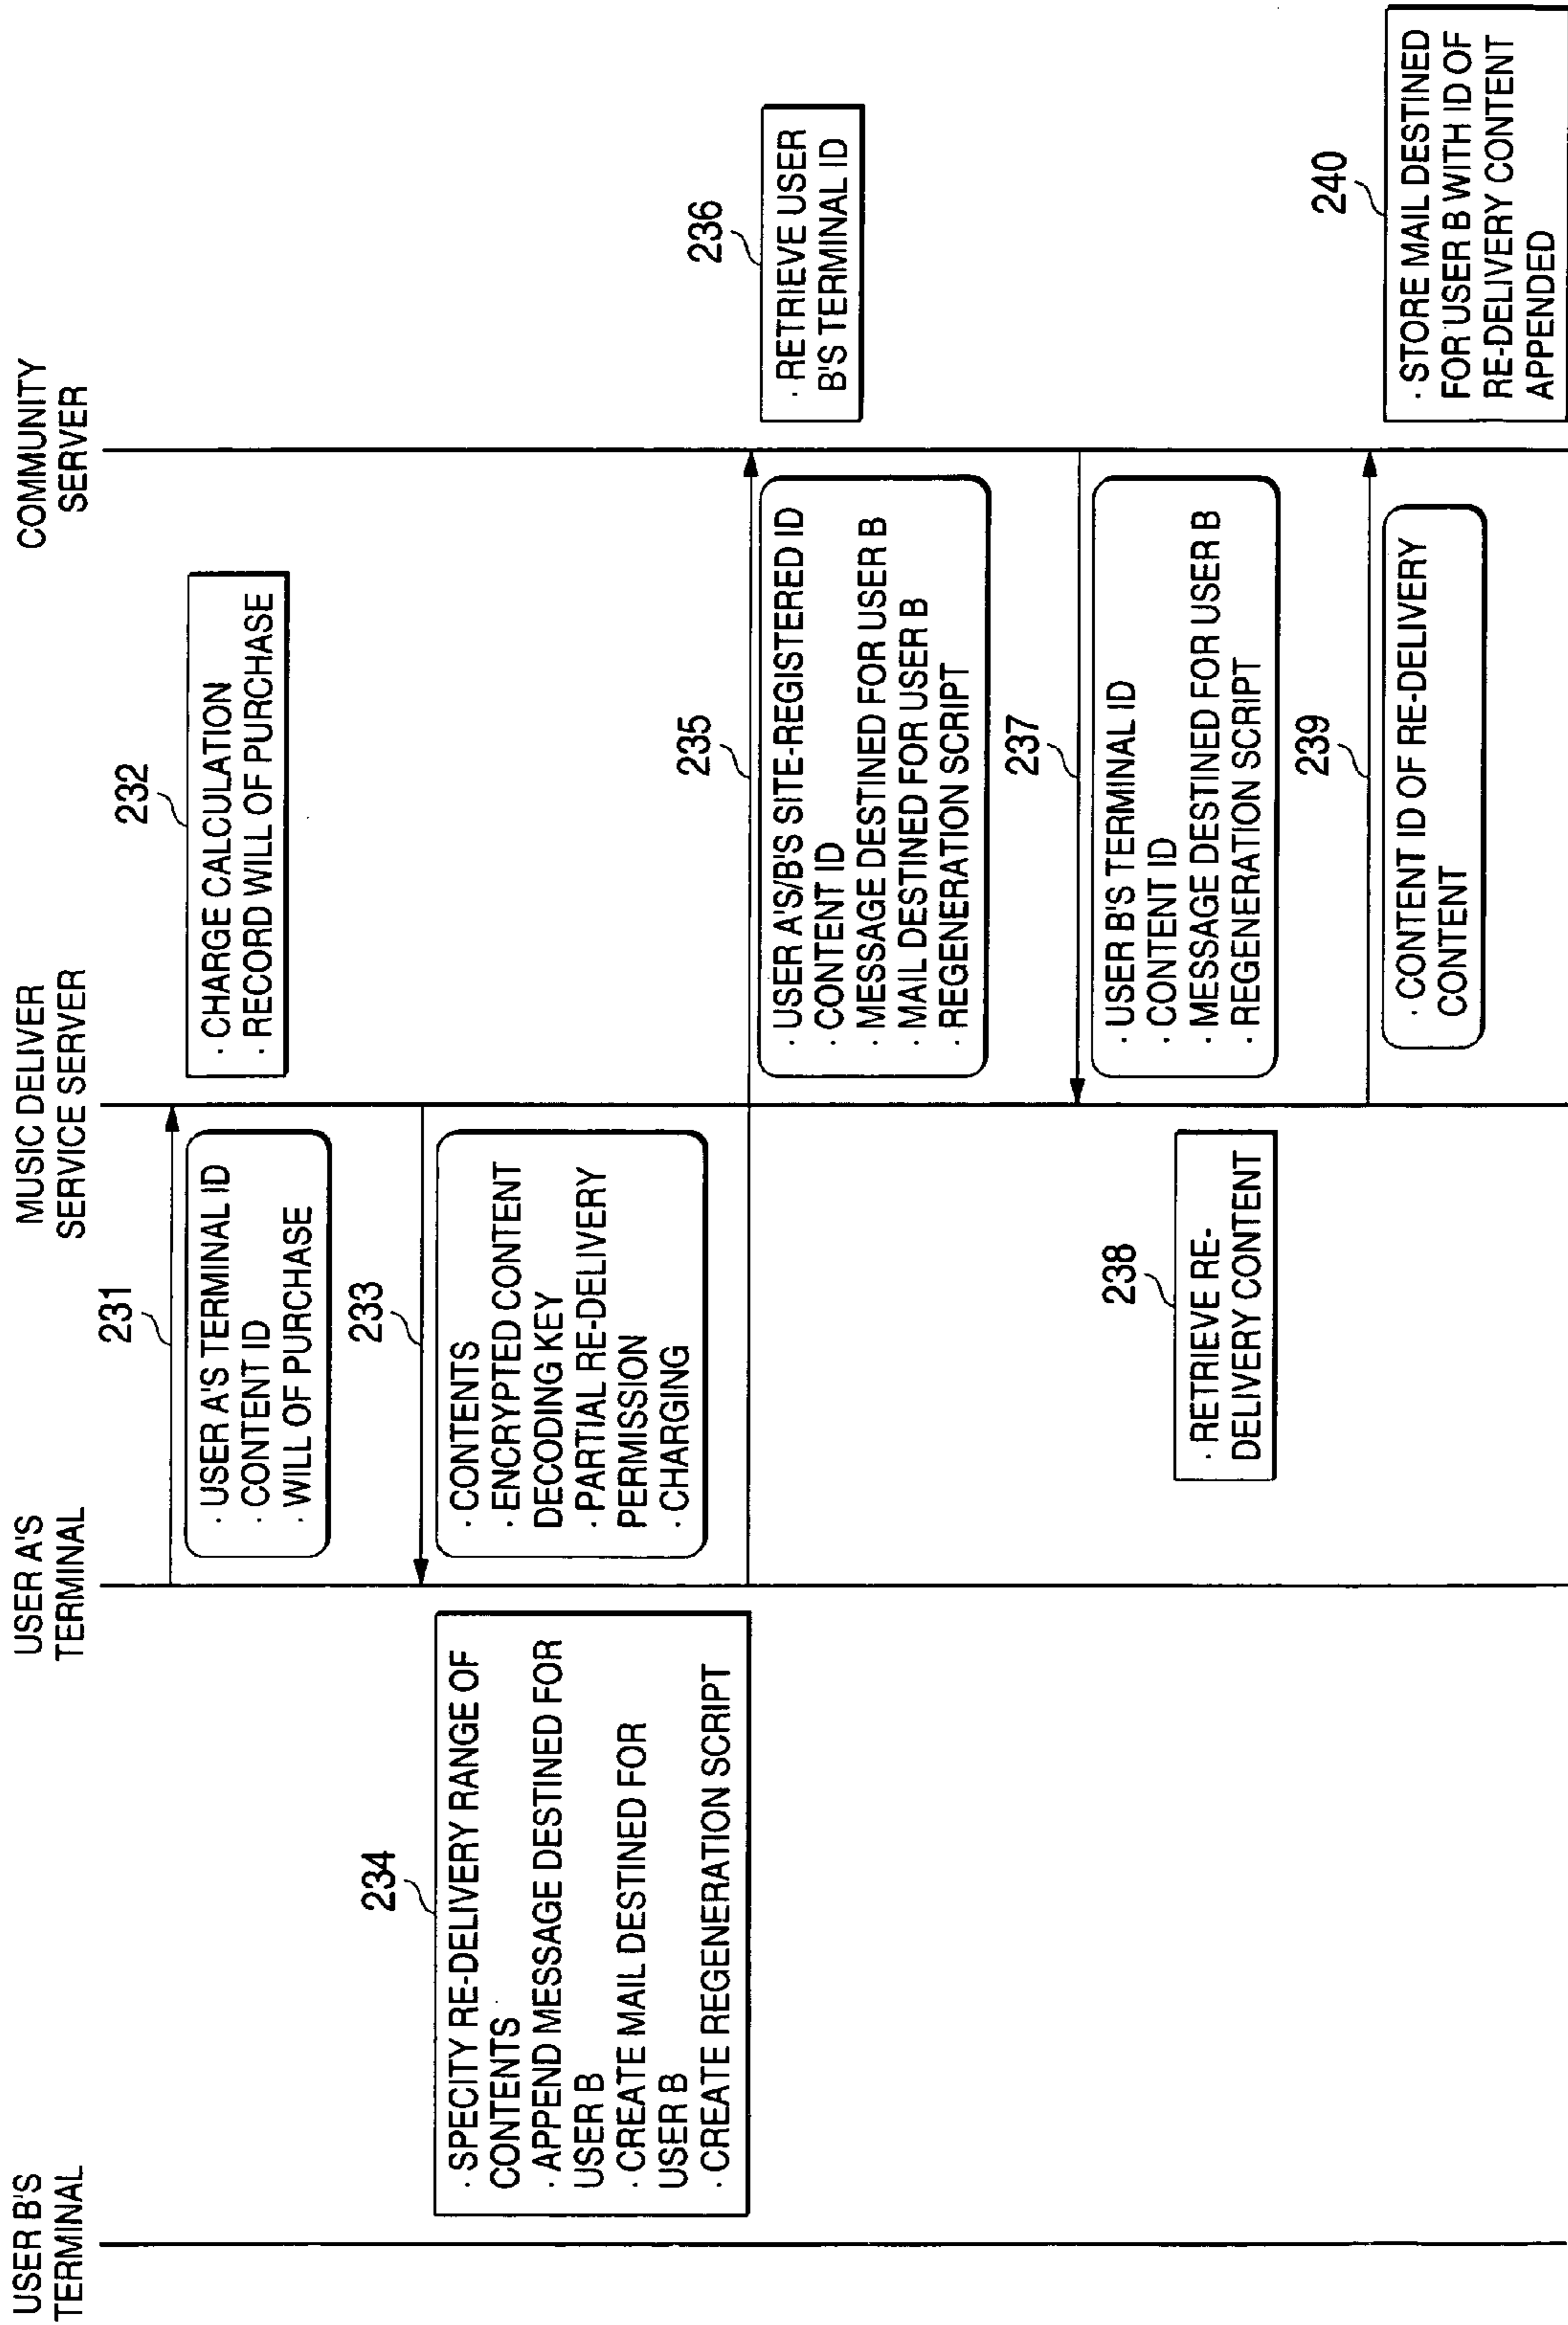 USER B'S
TERMINAL
USER A'S
TERMINAL
MUSIC DELIVER
SERVICE SERVER
COMMUNITY
SERVER
231
· USER A'S TERMINAL ID
· CONTENT ID
· WILL OF PURCHASE
232
· CHARGE CALCULATION
· RECORD WILL OF PURCHASE
233
· CONTENTS
· ENCRYPTED CONTENT
DECODING KEY
· PARTIAL RE-DELIVERY
PERMISSION
· CHARGING
234
· SPECITY RE-DELIVERY RANGE OF
CONTENTS
· APPEND MESSAGE DESTINED FOR
USER B
· CREATE MAIL DESTINED FOR
USER B
· CREATE REGENERATION SCRIPT
235
· USER A'S/B'S SITE-REGISTERED ID
· CONTENT ID
· MESSAGE DESTINED FOR USER B
· MAIL DESTINED FOR USER B
· REGENERATION SCRIPT
236
· RETRIEVE USER
B'S TERMINAL ID
237
· USER B'S TERMINAL ID
· CONTENT ID
· MESSAGE DESTINED FOR USER B
· REGENERATION SCRIPT
238
· RETRIEVE RE-
DELIVERY CONTENT
239
· CONTENT ID OF RE-DELIVERY
CONTENT
240
· STORE MAIL DESTINED
FOR USER B WITH ID OF
RE-DELIVERY CONTENT
APPENDED